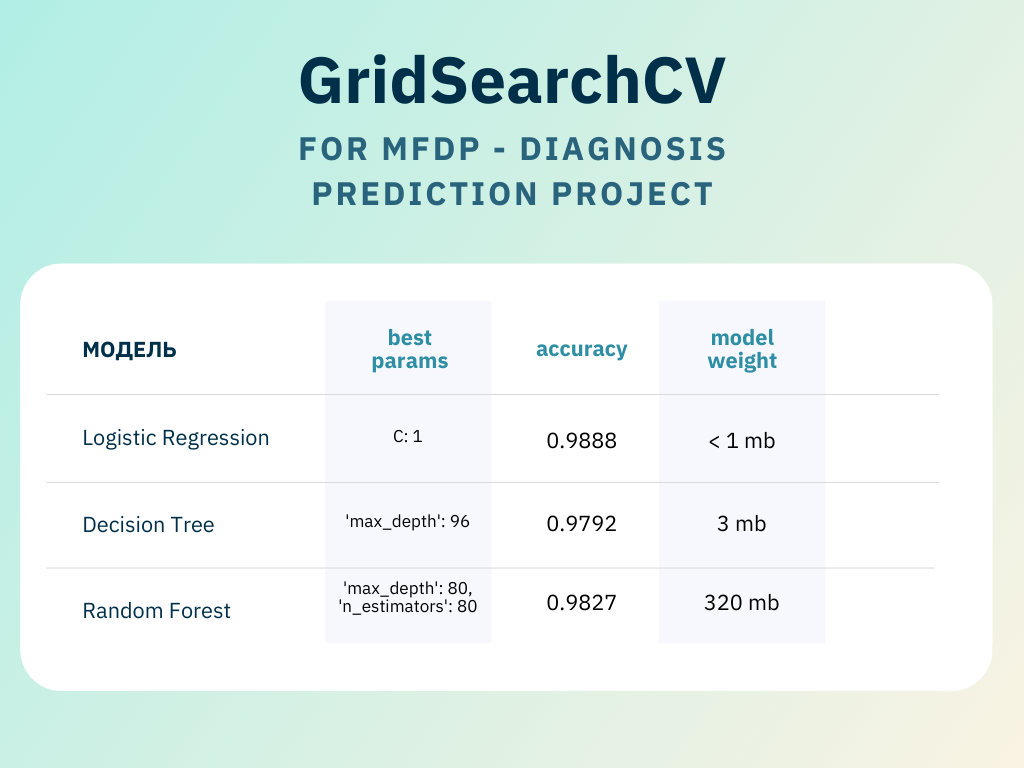 GridSearchCV
FOR MFDP - DIAGNOSIS
PREDICTION PROJECT
МОДЕЛЬ
best
params
accuracy
model
weight
Logistic Regression
C: 1
0.9888
< 1 mb
Decision Tree
'max_depth': 96
0.9792
3 mb
Random Forest
'max_depth': 80,
'n_estimators': 80
0.9827
320 mb